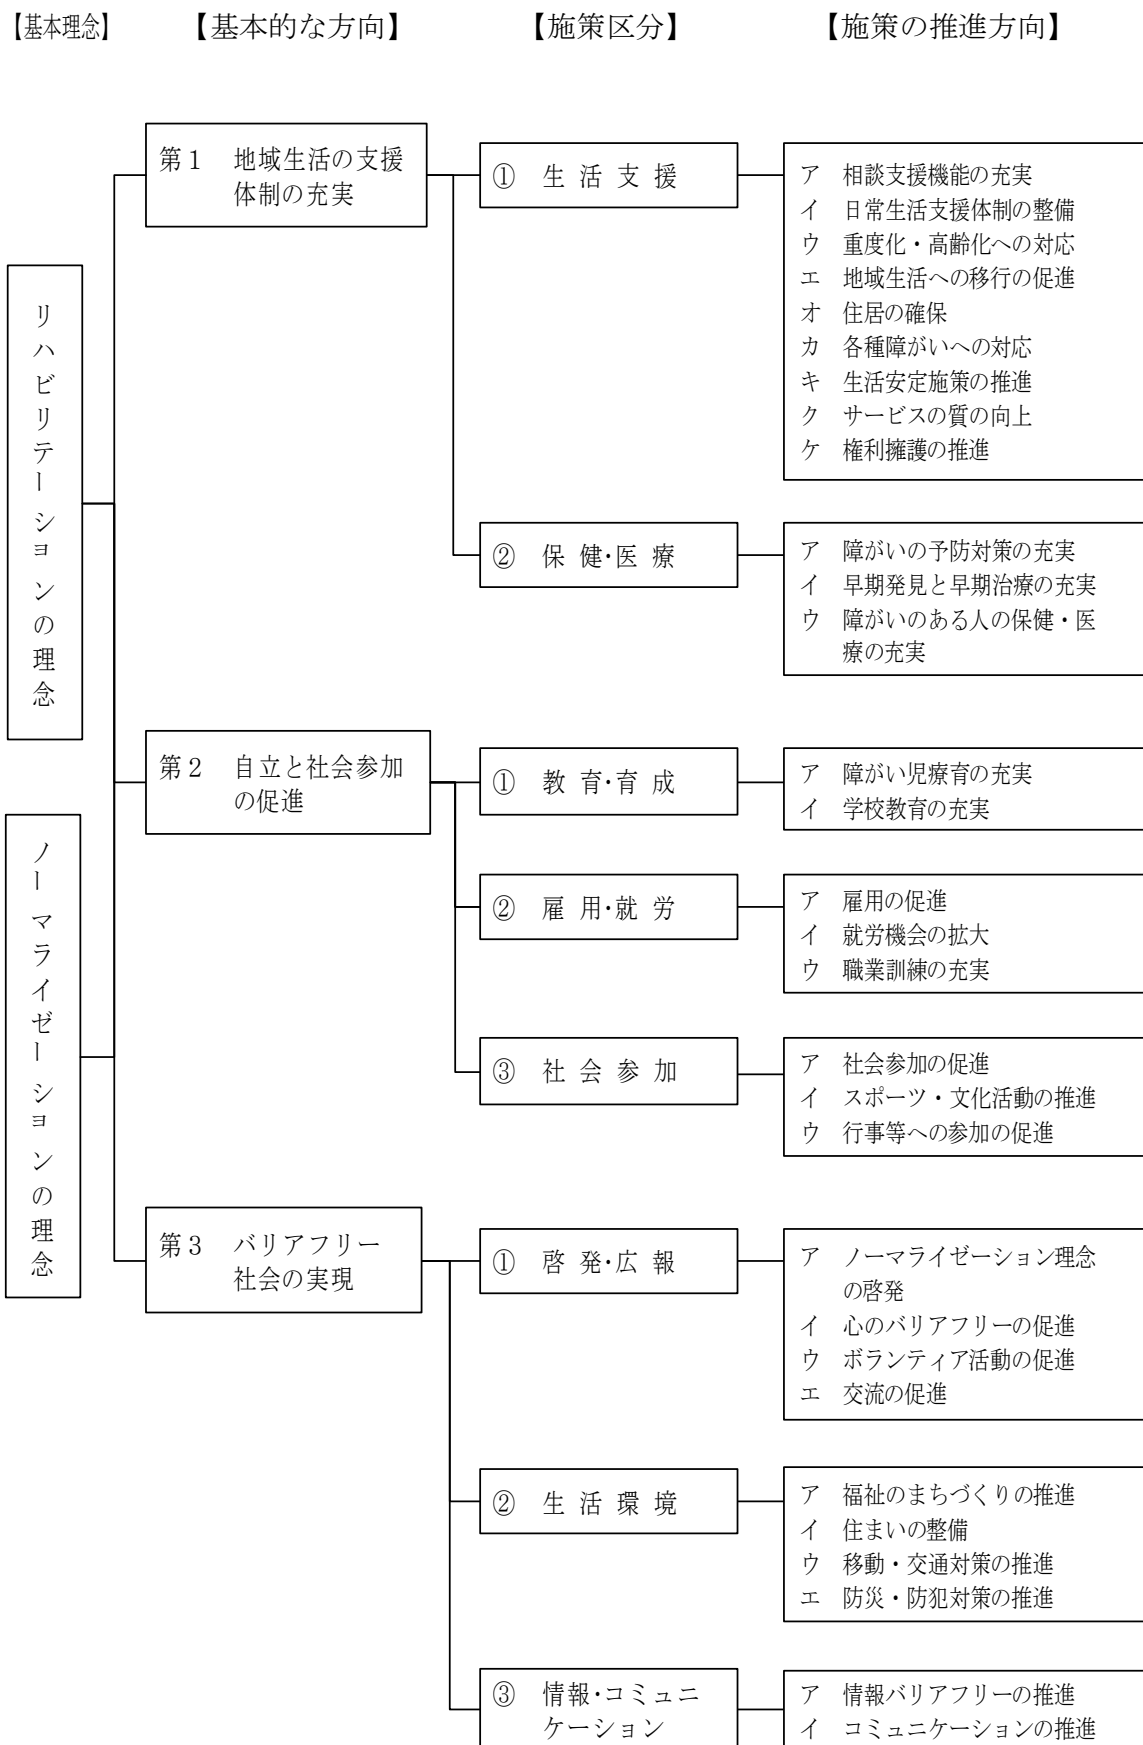 【基本理念】　【基本的な方向】　【施策区分】　【施策の推進方向】
リハビリテーションの理念
ノーマライゼーションの理念
第１　地域生活の支援
体制の充実
①　生 活 支 援
ア　相談支援機能の充実
イ　日常生活支援体制の整備
ウ　重度化・高齢化への対応
エ　地域生活への移行の促進
オ　住居の確保
カ　各種障がいへの対応
キ　生活安定施策の推進
ク　サービスの質の向上
ケ　権利擁護の推進
②　保 健・医 療
ア　障がいの予防対策の充実
イ　早期発見と早期治療の充実
ウ　障がいのある人の保健・医
療の充実
第２　自立と社会参加
の促進
①　教 育・育 成
ア　障がい児療育の充実
イ　学校教育の充実
②　雇 用・就 労
ア　雇用の促進
イ　就労機会の拡大
ウ　職業訓練の充実
③　社 会 参 加
ア　社会参加の促進
イ　スポーツ・文化活動の推進
ウ　行事等への参加の促進
第３　バリアフリー
社会の実現
①　啓 発・広 報
ア　ノーマライゼーション理念
の啓発
イ　心のバリアフリーの促進
ウ　ボランティア活動の促進
エ　交流の促進
②　生 活 環 境
ア　福祉のまちづくりの推進
イ　住まいの整備
ウ　移動・交通対策の推進
エ　防災・防犯対策の推進
③　情報・コミュニ
ケーション
ア　情報バリアフリーの推進
イ　コミュニケーションの推進